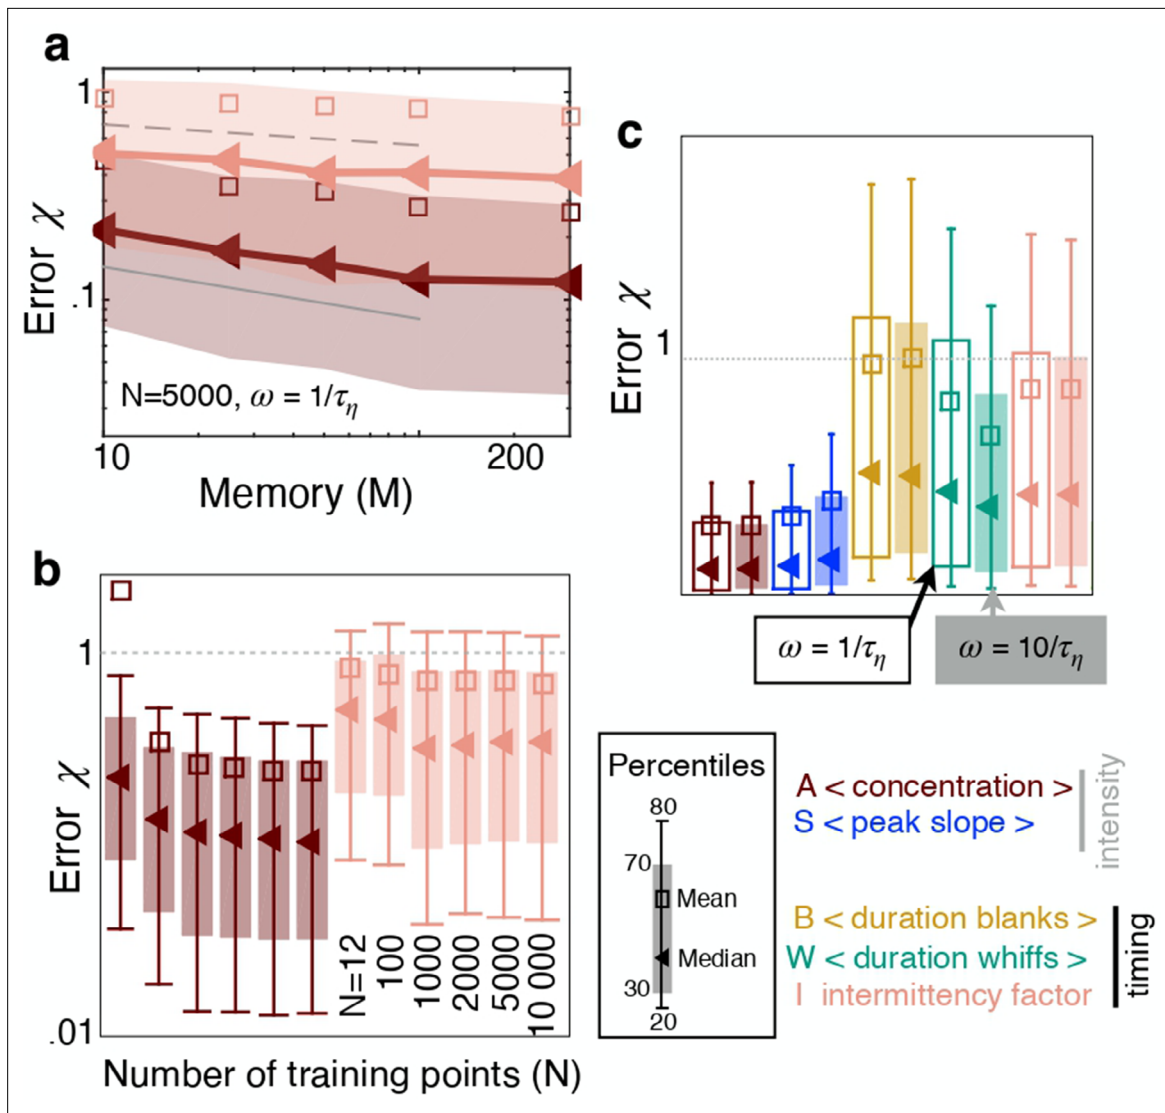 a
1
.1
Error χ
N=5000, ω = 1/τη
10
200
Memory (M)
b
1
.01
Error χ
N=12
100
1000
2000
5000
10 000
Number of training points (N)
c
1
Error χ
ω = 1/τη
ω = 10/τη
Percentiles
80
70
Mean
Median
30
20
A < concentration >
S < peak slope >
intensity
B < duration blanks >
W < duration whiffs >
I intermittency factor
timing